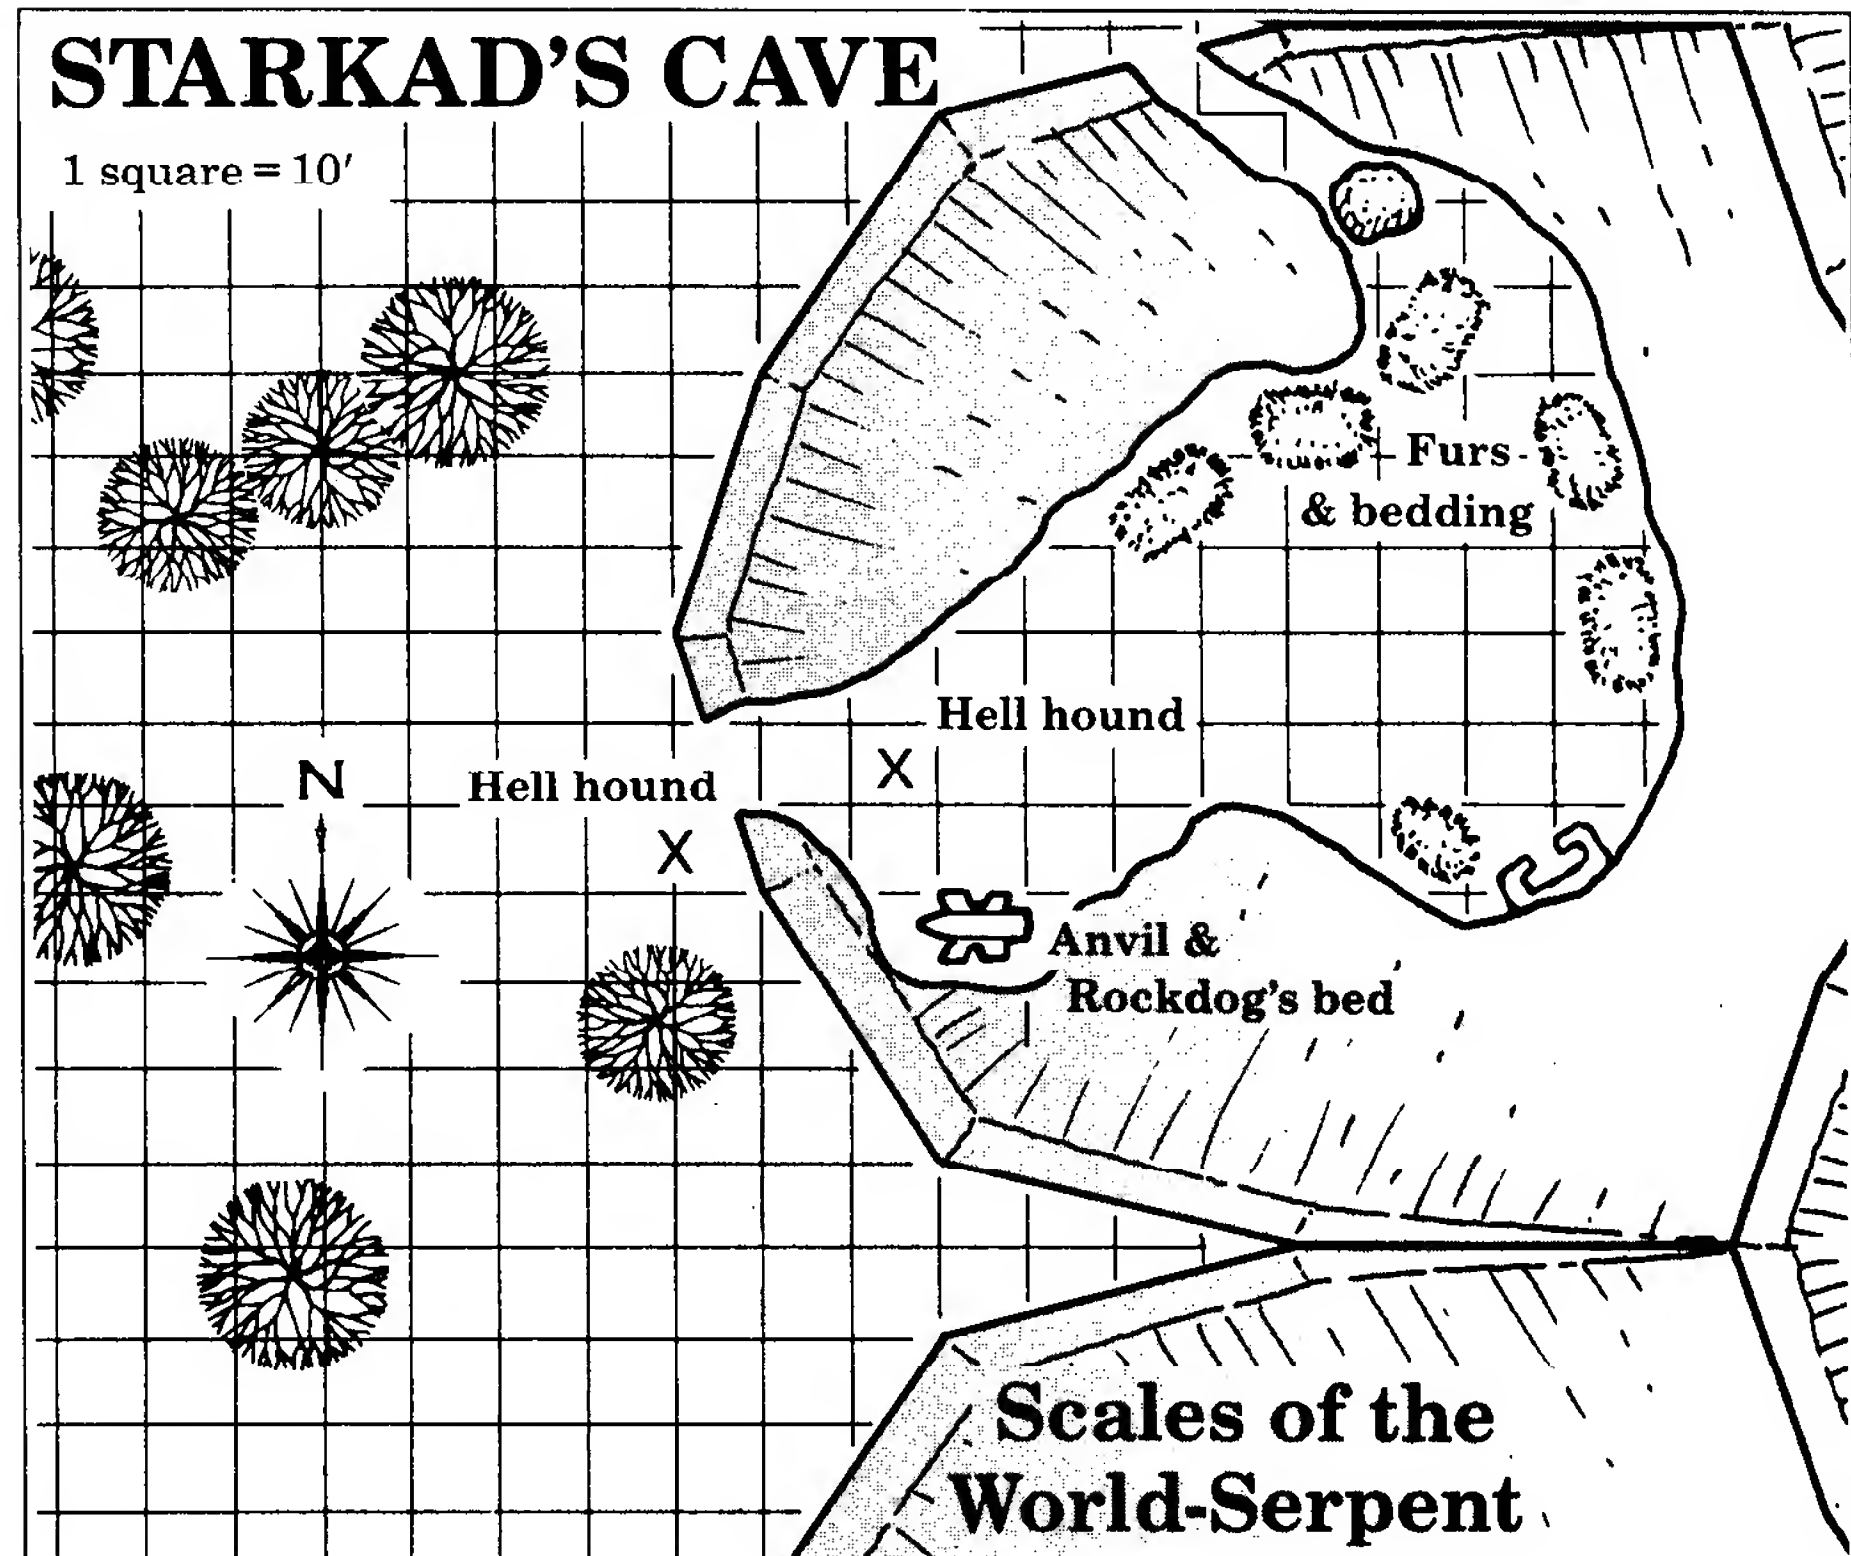 STARKAD'S CAVE
1 square = 10'
Furs
& bedding
Hell hound
X
N
Hell hound
X
Anvil &
Rockdog's bed
Scales of the
World-Serpent